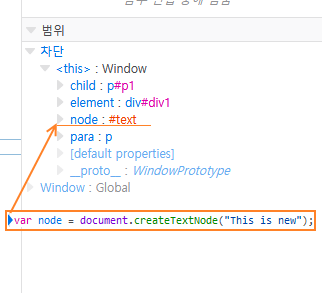 범위
차단
<this> : Window
child : p#p1
element : div#div1
node : #text
para : p
[default properties]
__proto__ : WindowPrototype
Window : Global
var node = document.createTextNode("This is new");